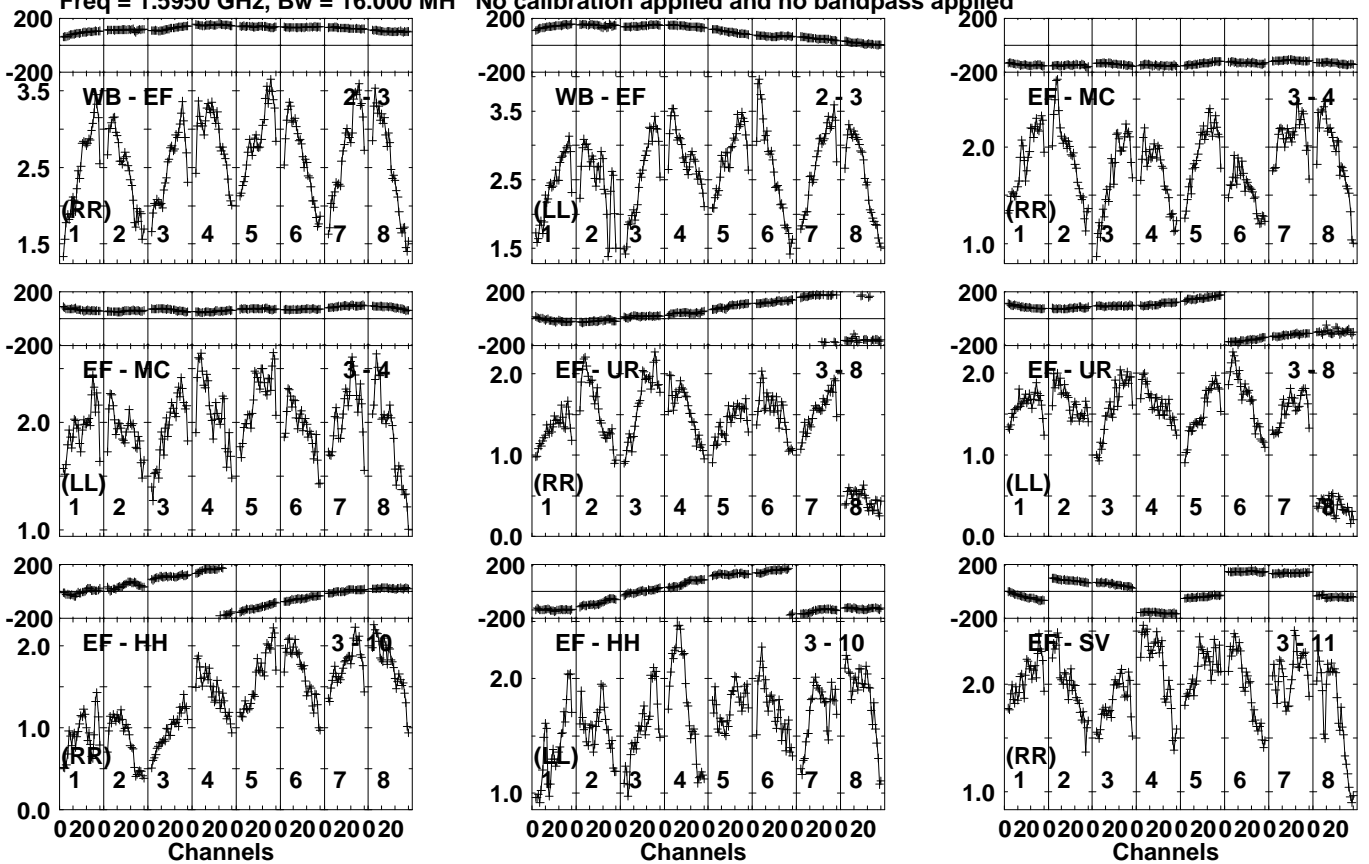 Freq = 1.5950 GHz, Bw = 16.000 MH No calibration applied and no bandpass applied
200 200 200
-200 -200 -200
3.5 WB - EF 2 - 3 3.5 WB - EF 2 - 3 EF - MC 3 - 4
2.5 2.5 2.0
(RR) (LL) (RR)
1.5 1 2 3 4 5 6 7 8 1.5 1 2 3 4 5 6 7 8 1.0 1 2 3 4 5 6 7 8
200 200 200
-200 -200 -200
EF - MC 3 - 4 2.0 EF - UR 3 - 8 2.0 EF - UR 3 - 8
2.0 1.0 1.0
(LL) (RR) (LL)
1 2 3 4 5 6 7 8 1 2 3 4 5 6 7 8 1 2 3 4 5 6 7 8
1.0 0.0 0.0
200 200 200
-200 -200 -200
2.0 EF - HH 3 - 10 2.0 EF - HH 3 - 10 2.0 EF - SV 3 - 11
1.0
(RR) (LL) (RR)
1 2 3 4 5 6 7 8 1.0 1 2 3 4 5 6 7 8 1.0 1 2 3 4 5 6 7 8
0.0
0 20 0 20 0 20 0 20 0 20 0 20 0 20 0 20 0 20 0 20 0 20 0 20 0 20 0 20 0 20 0 20 0 20 0 20 0 20 0 20 0 20 0 20 0 20 0 20
Channels Channels Channels